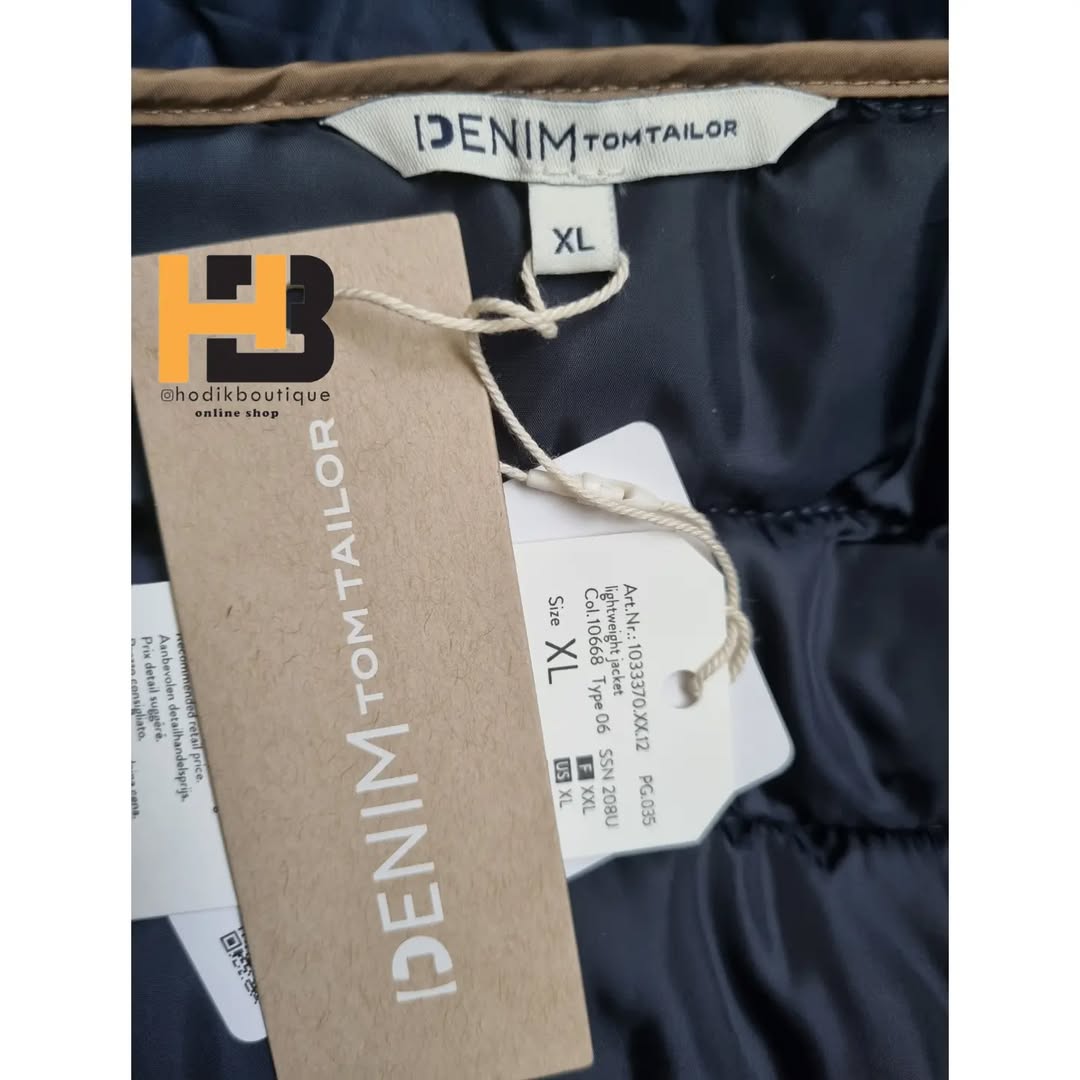 DENIM TOM TAILOR
XL
HB
@hodikboutique
online shop
DENIM TOM TAILOR
Art.Nr.: 1033370.XX.12 PG.035
lightweight jacket
Col.10668 Type 06 SSN 208U
Size XL
F XXL
US XL
Recommended retail price.
Aanbevolen detailhandelsprijs.
Prix detail suggéré.
consigliato.